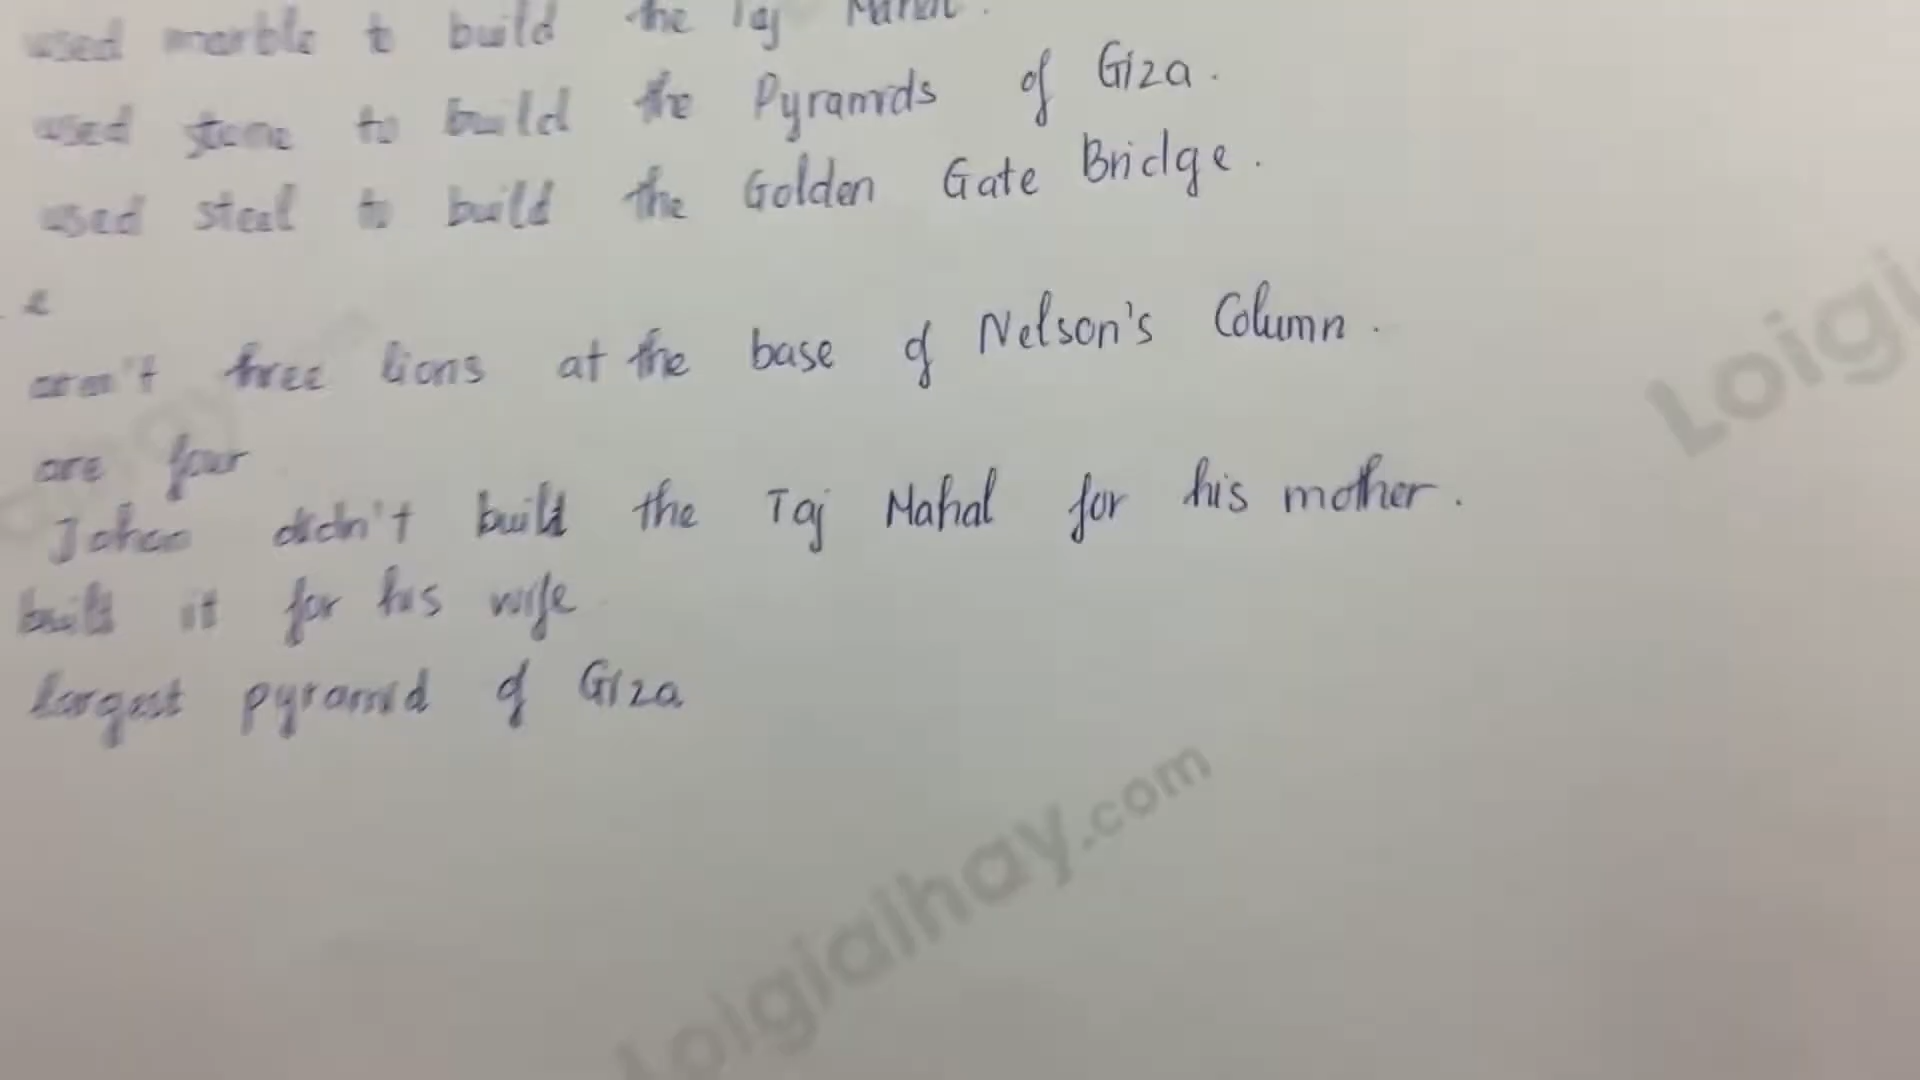 used marble to build the Taj Mahal.
used stone to build the Pyramids of Giza.
used steel to build the Golden Gate Bridge.
e
aren't three lions at the base of Nelson's Column.
are four
Jahan didn't build the Taj Mahal for his mother.
built it for his wife
largest pyramid of Giza
Loigi
Loigiaihay.com